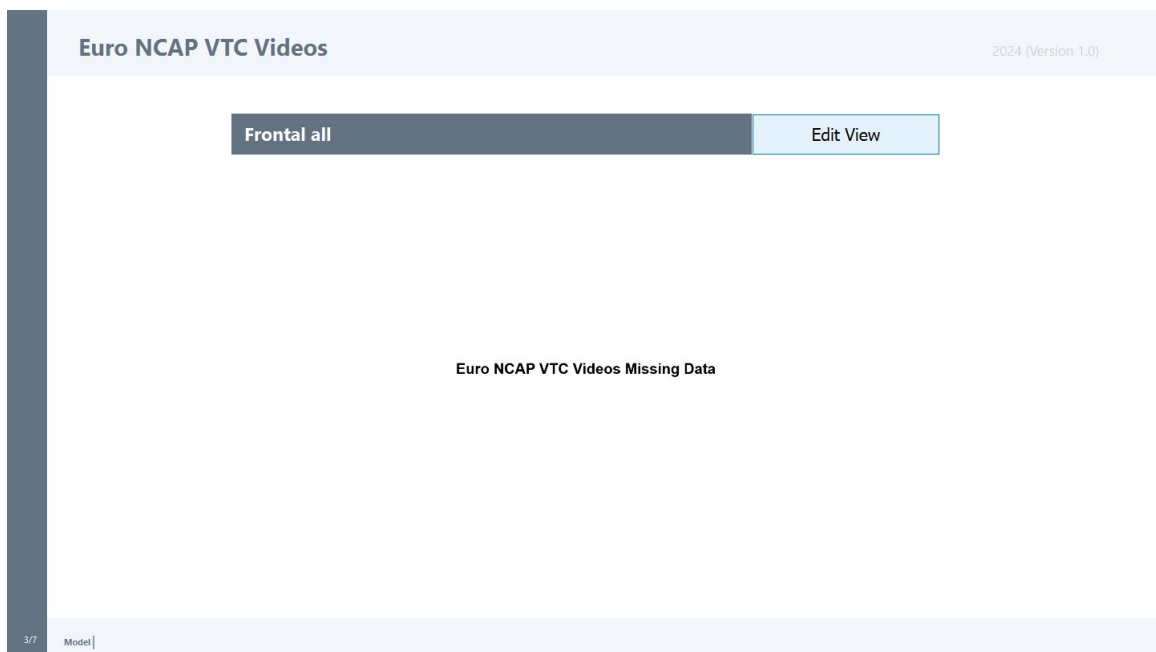 Euro NCAP VTC Videos
2024 (Version 1.0)
Frontal all
Edit View
Euro NCAP VTC Videos Missing Data
3/7
Model